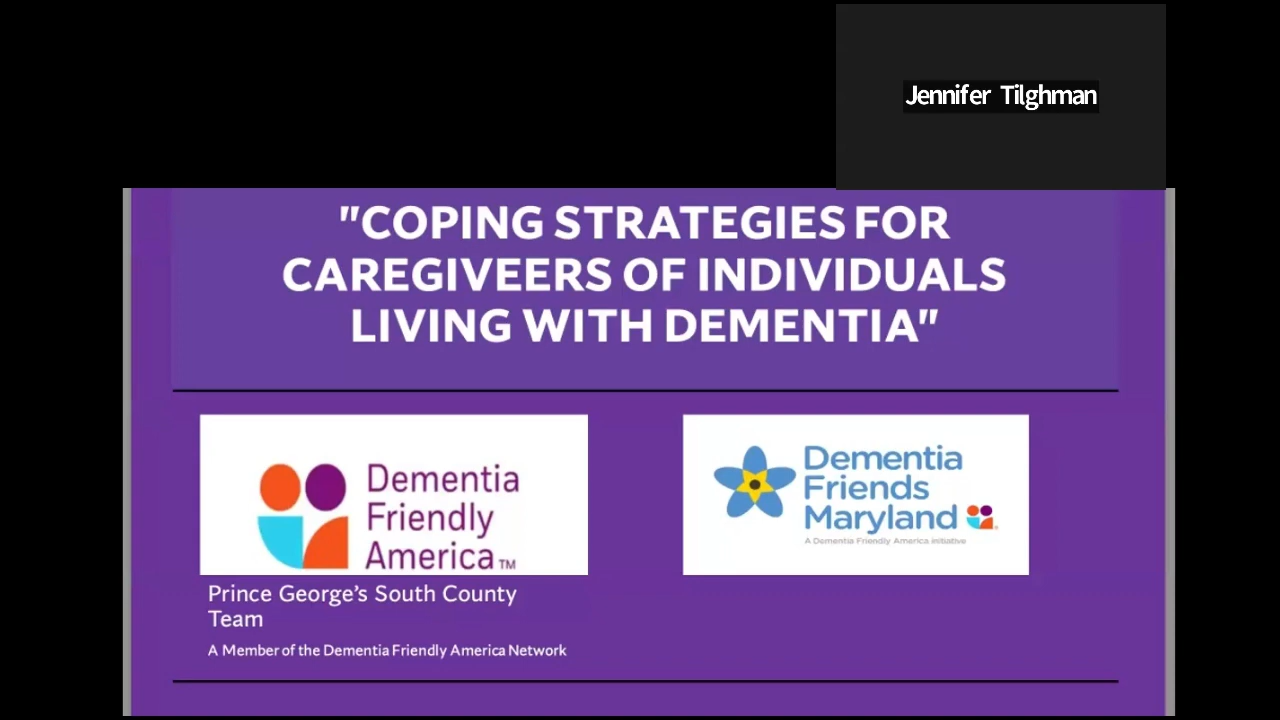 Jennifer Tilghman
"COPING STRATEGIES FOR
CAREGIVEERS OF INDIVIDUALS
LIVING WITH DEMENTIA"
Dementia
Friendly
America™
Dementia
Friends
Maryland
A Dementia Friendly America initiative
Prince George's South County
Team
A Member of the Dementia Friendly America Network